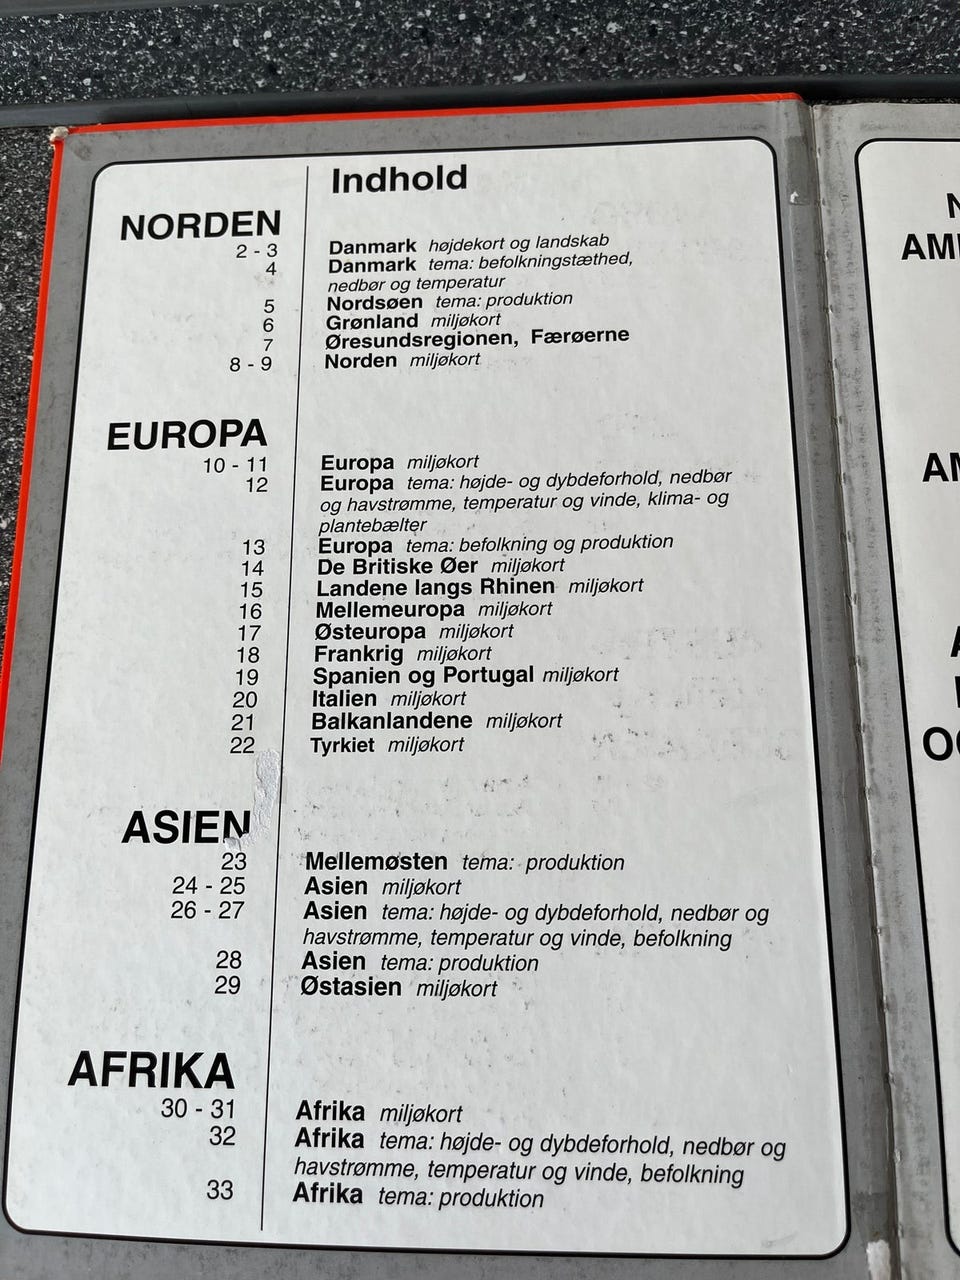 Indhold
NORDEN
2 - 3 Danmark højdekort og landskab
4 Danmark tema: befolkningstæthed,
nedbør og temperatur
5 Nordsøen tema: produktion
6 Grønland miljøkort
7 Øresundsregionen, Færøerne
8 - 9 Norden miljøkort
EUROPA
10 - 11 Europa miljøkort
12 Europa tema: højde- og dybdeforhold, nedbør
og havstrømme, temperatur og vinde, klima- og
plantebælter
13 Europa tema: befolkning og produktion
14 De Britiske Øer miljøkort
15 Landene langs Rhinen miljøkort
16 Mellemeuropa miljøkort
17 Østeuropa miljøkort
18 Frankrig miljøkort
19 Spanien og Portugal miljøkort
20 Italien miljøkort
21 Balkanlandene miljøkort
22 Tyrkiet miljøkort
ASIEN
23 Mellemøsten tema: produktion
24 - 25 Asien miljøkort
26 - 27 Asien tema: højde- og dybdeforhold, nedbør og
havstrømme, temperatur og vinde, befolkning
28 Asien tema: produktion
29 Østasien miljøkort
AFRIKA
30 - 31 Afrika miljøkort
32 Afrika tema: højde- og dybdeforhold, nedbør og
havstrømme, temperatur og vinde, befolkning
33 Afrika tema: produktion